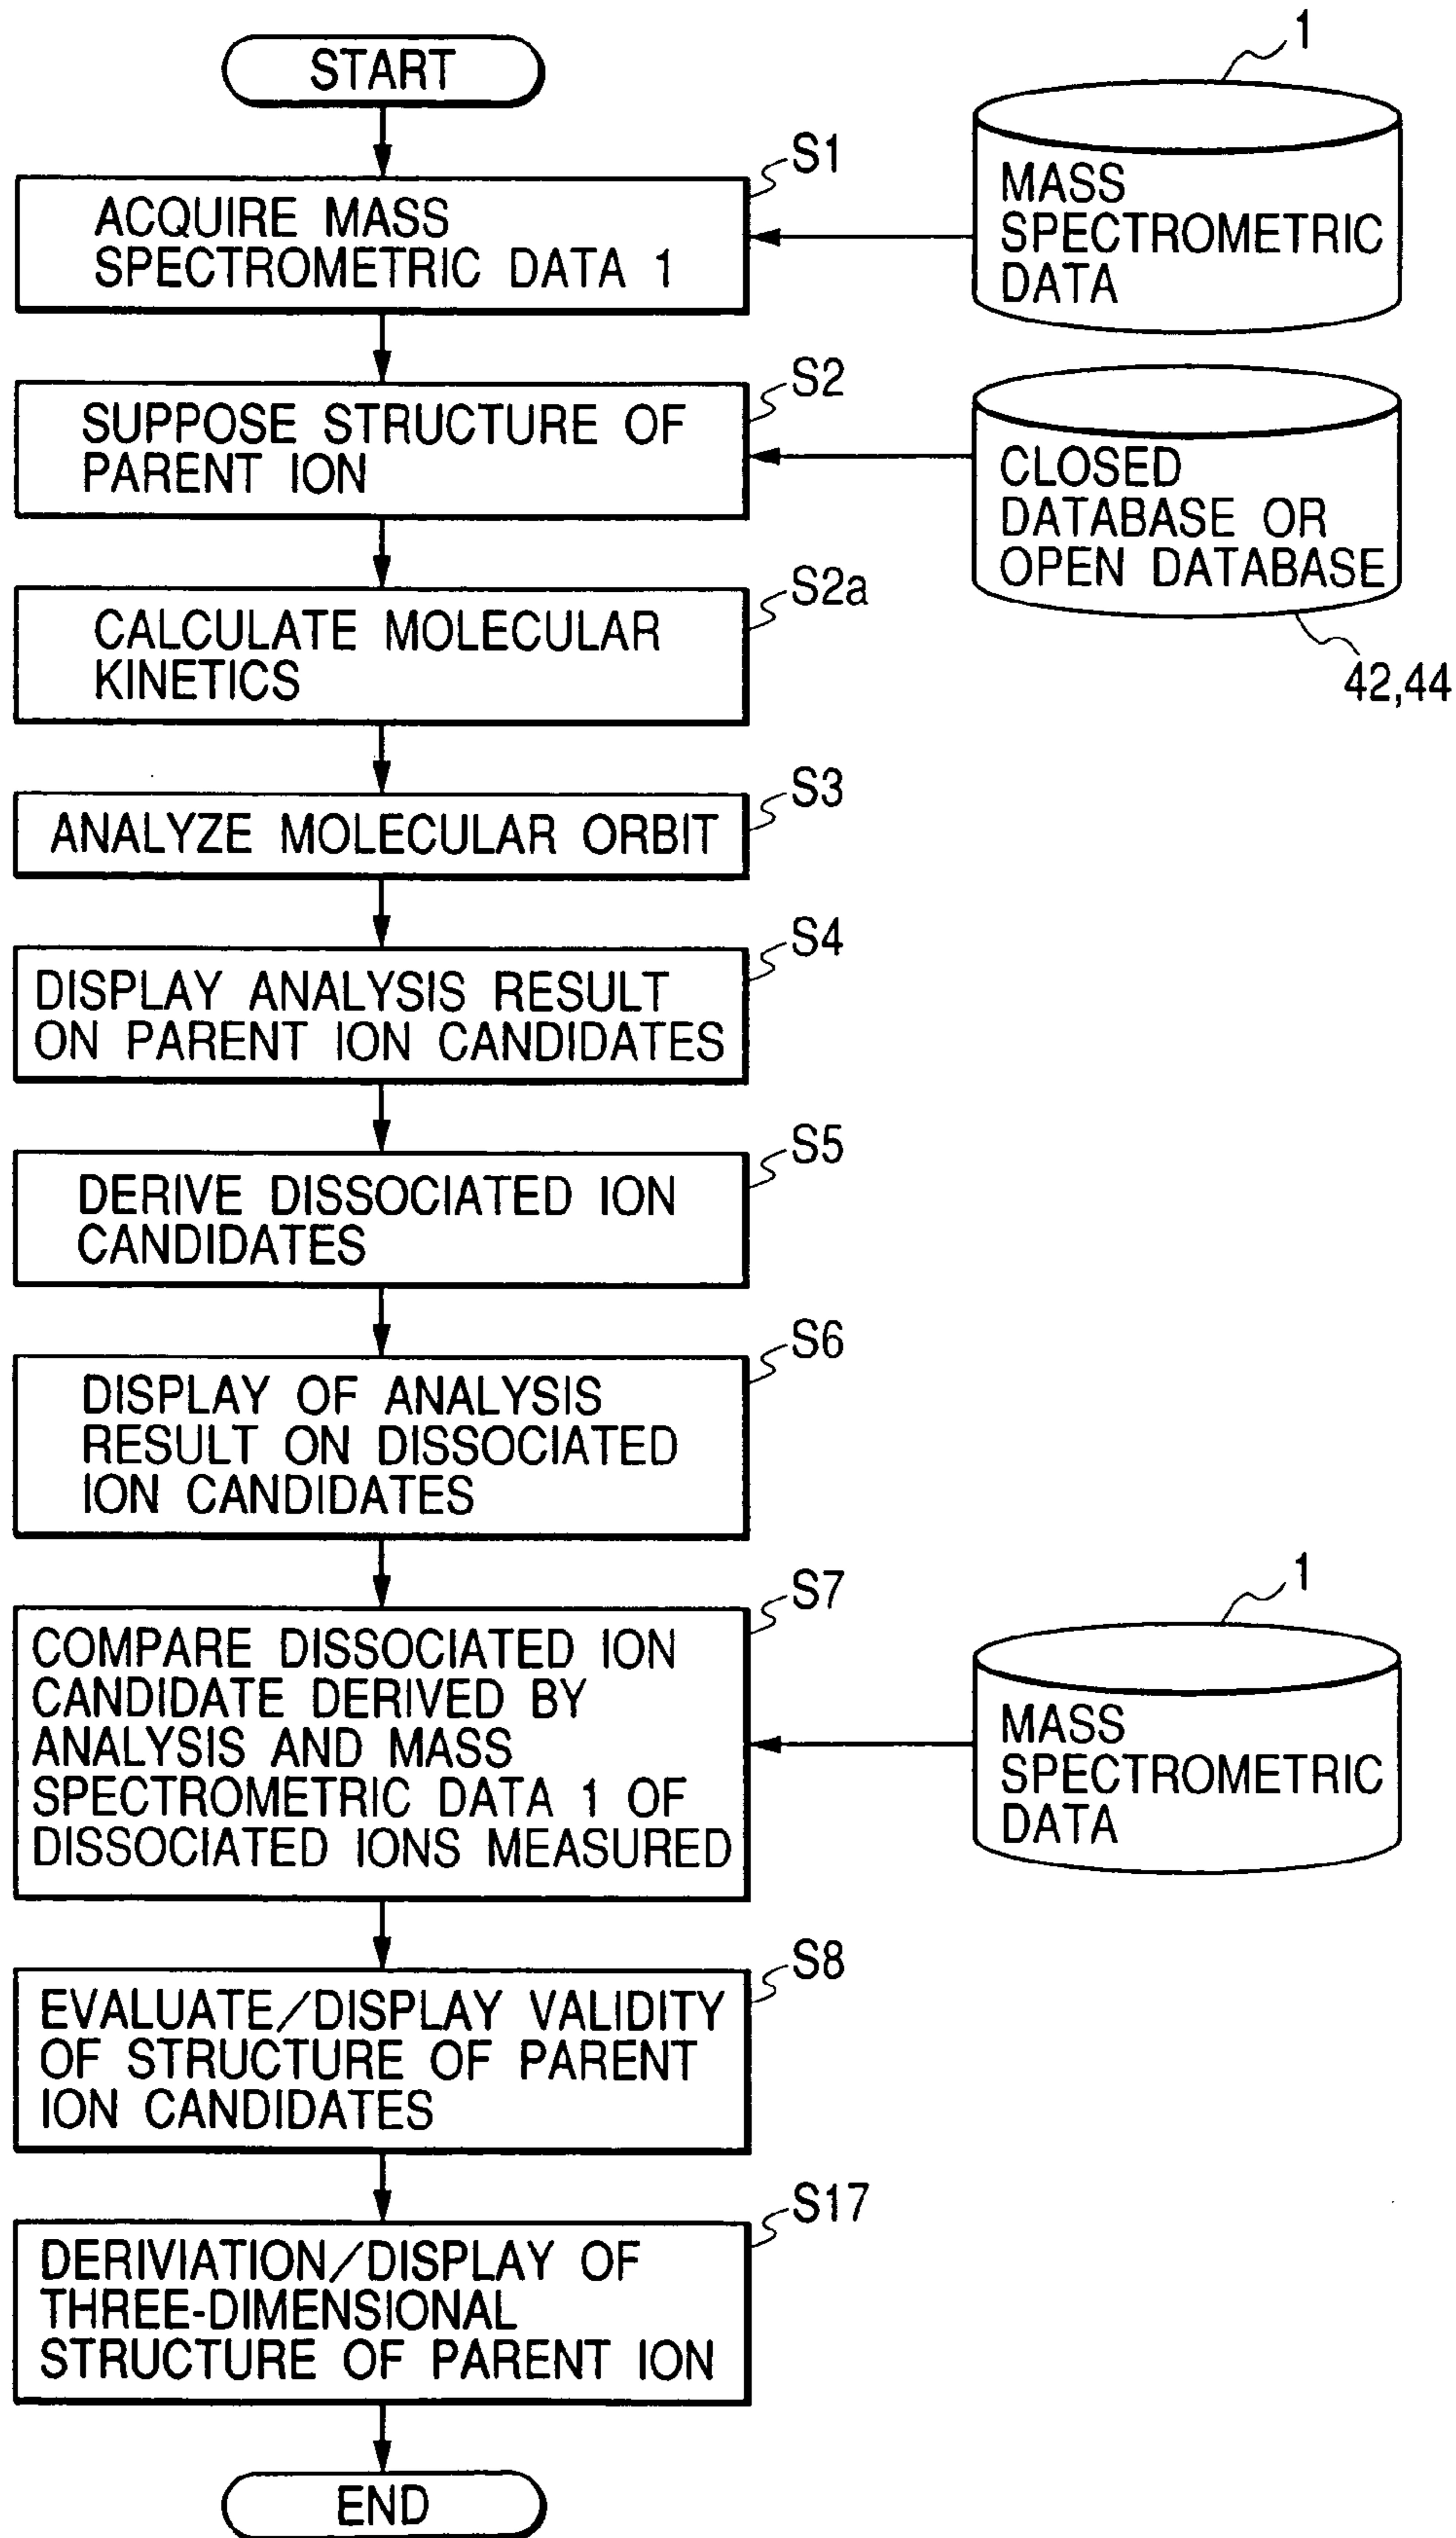 START
1
S1
ACQUIRE MASS
SPECTROMETRIC DATA 1
MASS
SPECTROMETRIC
DATA
S2
SUPPOSE STRUCTURE OF
PARENT ION
CLOSED
DATABASE OR
OPEN DATABASE
42,44
S2a
CALCULATE MOLECULAR
KINETICS
S3
ANALYZE MOLECULAR ORBIT
S4
DISPLAY ANALYSIS RESULT
ON PARENT ION CANDIDATES
S5
DERIVE DISSOCIATED ION
CANDIDATES
S6
DISPLAY OF ANALYSIS
RESULT ON DISSOCIATED
ION CANDIDATES
S7
COMPARE DISSOCIATED ION
CANDIDATE DERIVED BY
ANALYSIS AND MASS
SPECTROMETRIC DATA 1 OF
DISSOCIATED IONS MEASURED
1
MASS
SPECTROMETRIC
DATA
S8
EVALUATE/DISPLAY VALIDITY
OF STRUCTURE OF PARENT
ION CANDIDATES
S17
DERIVIATION/DISPLAY OF
THREE-DIMENSIONAL
STRUCTURE OF PARENT ION
END